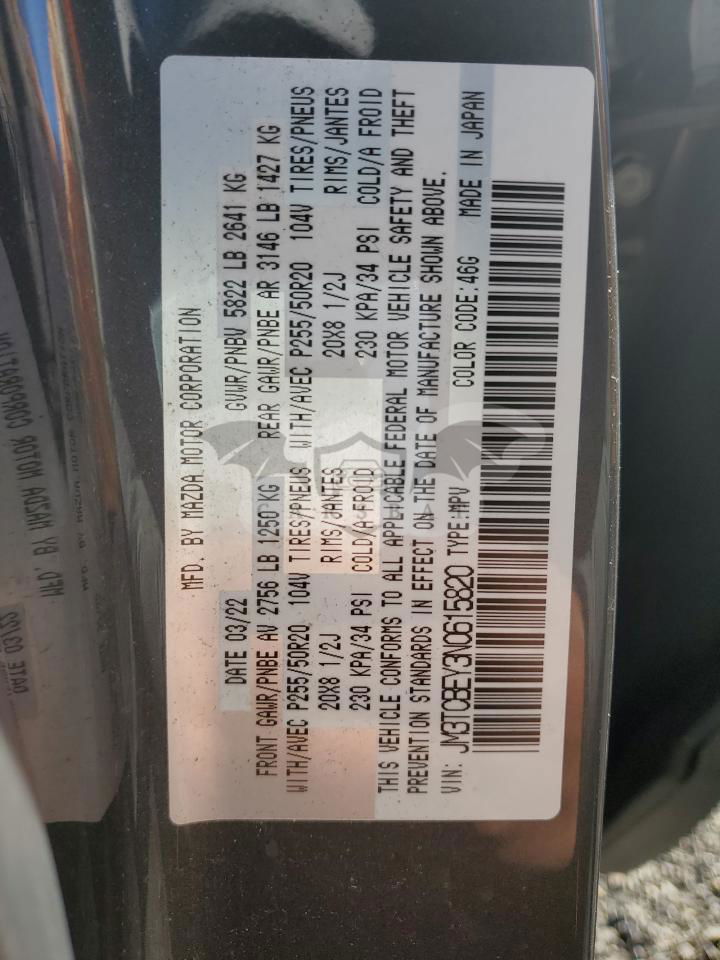 MFD. BY MAZDA MOTOR CORPORATION
DATE 03/22 GVWR/PNBV 5822 LB 2641 KG
FRONT GAWR/PNBE AV 2756 LB 1250 KG REAR GAWR/PNBE AR 3146 LB 1427 KG
WITH/AVEC P255/50R20 104V TIRES/PNEUS WITH/AVEC P255/50R20 104V TIRES/PNEUS
20X8 1/2J RIMS/JANTES 20X8 1/2J RIMS/JANTES
230 KPA/34 PSI COLD/A FROID 230 KPA/34 PSI COLD/A FROID
THIS VEHICLE CONFORMS TO ALL APPLICABLE FEDERAL MOTOR VEHICLE SAFETY AND THEFT
PREVENTION STANDARDS IN EFFECT ON THE DATE OF MANUFACTURE SHOWN ABOVE.
VIN: JM3TCBEY3N0615820 TYPE:MPV COLOR CODE:46G MADE IN JAPAN